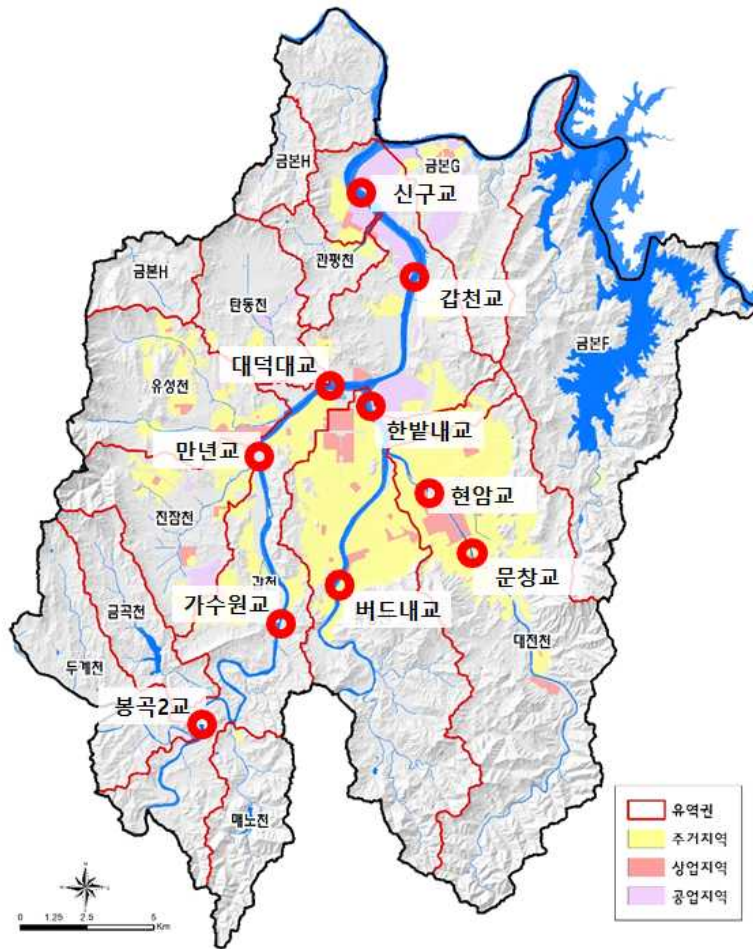 금본H
금본G
신구교
관평천
금본H
탄동천
갑천교
금본F
대덕대교
유성천
한밭내교
만년교
현암교
진잠천
문창교
갑천
가수원교
버드내교
금곡천
대전천
두계천
봉곡2교
매노천
유역권
주거지역
상업지역
공업지역
0 1.25 2.5 5
Km